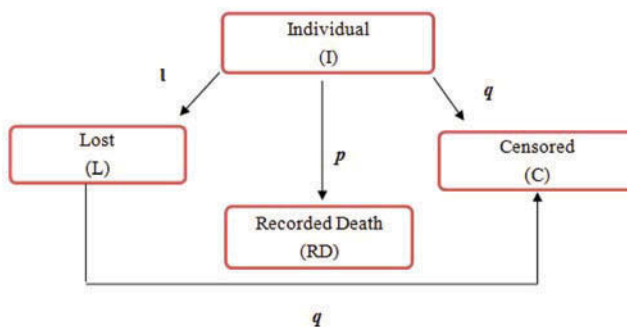 Individual
(I)
l
q
Lost
(L)
p
Censored
(C)
Recorded Death
(RD)
q